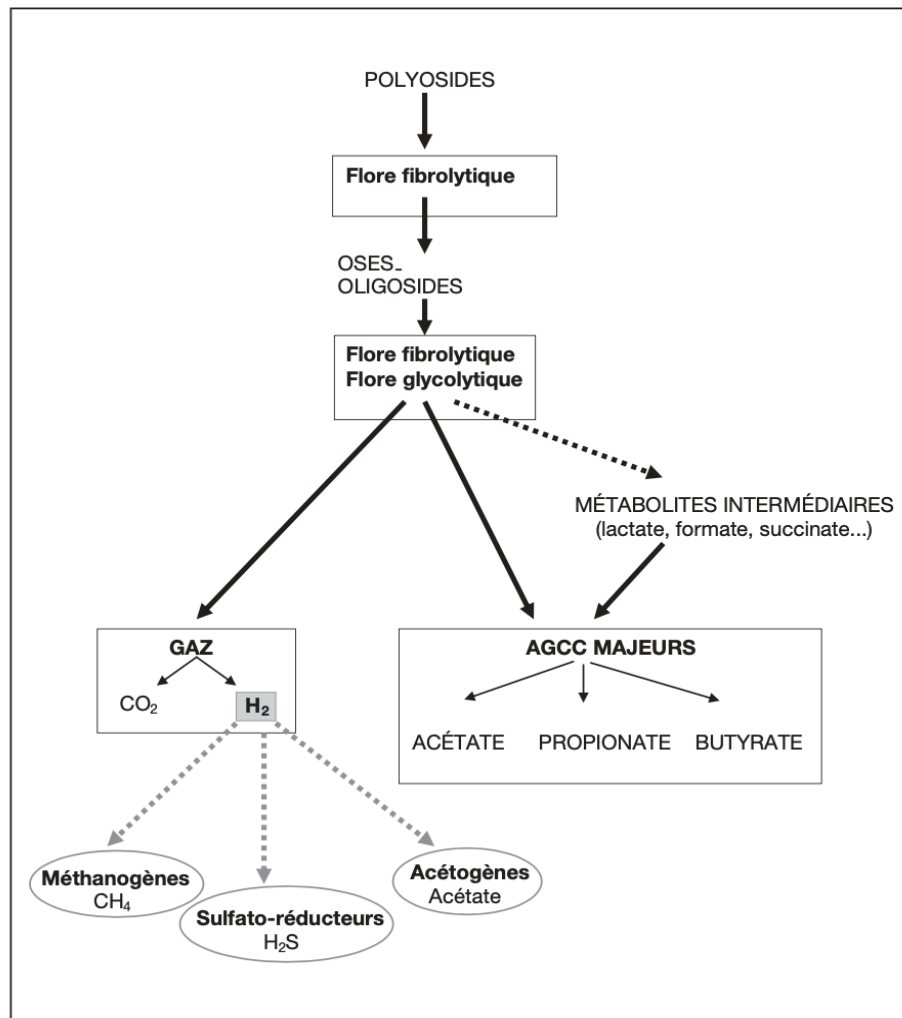 POLYOSIDES
Flore fibrolytique
OSES-
OLIGOSIDES
Flore fibrolytique
Flore glycolytique
MÉTABOLITES INTERMÉDIAIRES
(lactate, formate, succinate...)
GAZ
CO₂
H₂
AGCC MAJEURS
ACÉTATE PROPIONATE BUTYRATE
Méthanogènes
CH₄
Sulfato-réducteurs
H₂S
Acétogènes
Acétate